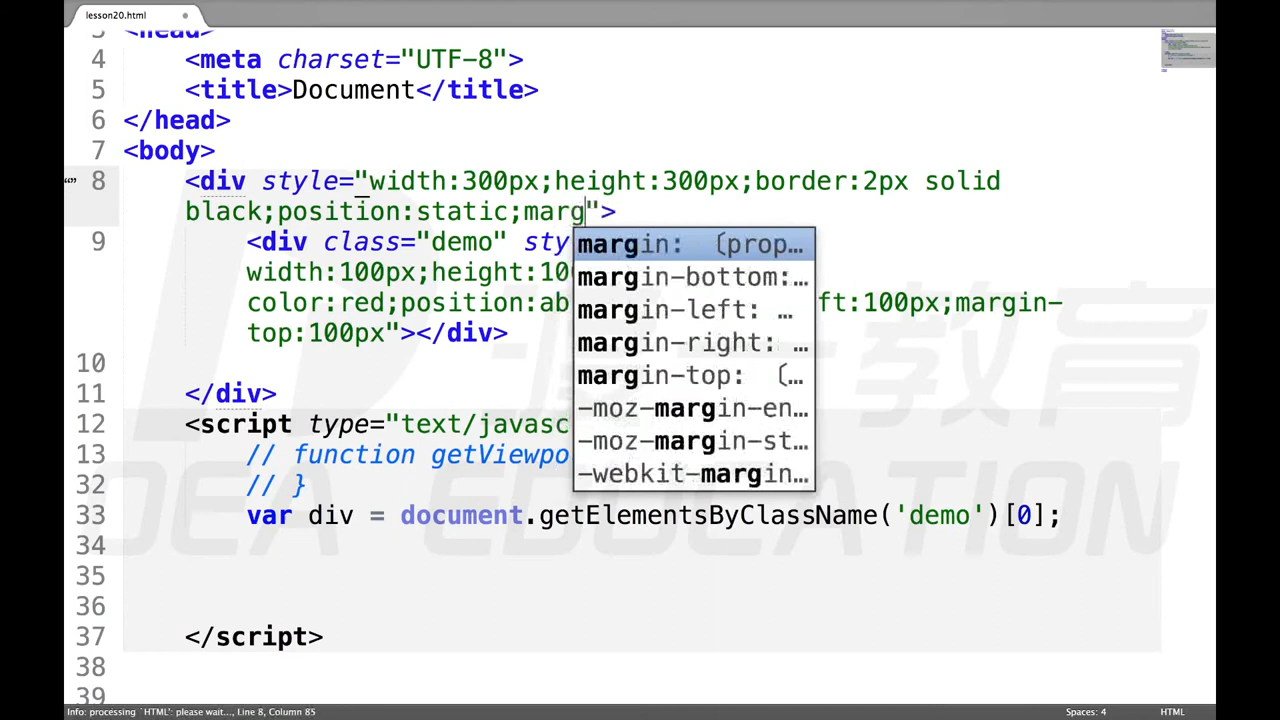 lesson20.html
3 <head>
4 <meta charset="UTF-8">
5 <title>Document</title>
6 </head>
7 <body>
8 <div style="width:300px;height:300px;border:2px solid
black;position:static;marg">
9 <div class="demo" sty
width:100px;height:10
color:red;position:ab ft:100px;margin-
top:100px"></div>
10
11 </div>
12 <script type="text/javasc
13 // function getViewpo
32 // }
33 var div = document.getElementsByClassName('demo')[0];
34
35
36
37 </script>
38
39
margin: (prop…
margin-bottom:…
margin-left: …
margin-right: …
margin-top: (…
-moz-margin-en…
-moz-margin-st…
-webkit-margin…
教育
EDUCATION
Info: processing `HTML': please wait..., Line 8, Column 85
Spaces: 4
HTML